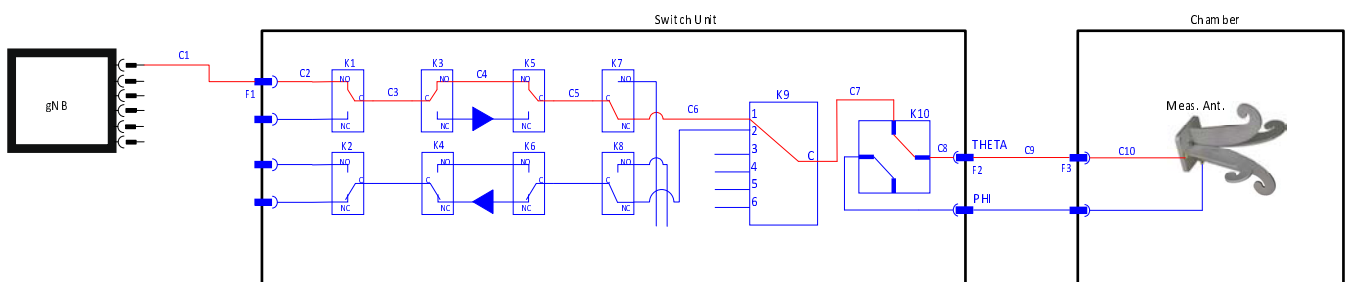 Switch Unit
Chamber
gNB
C1
F1
C2
K1
NO
C
NC
C3
K3
NO
C
NC
C4
K5
NO
C
NC
C5
K7
NO
C
NC
C6
K2
NO
C
NC
K4
NO
C
NC
K6
NO
C
NC
K8
NO
C
NC
K9
1
2
3
4
5
6
C
C7
K10
C8
THETA
F2
PHI
C9
F3
C10
Meas. Ant.